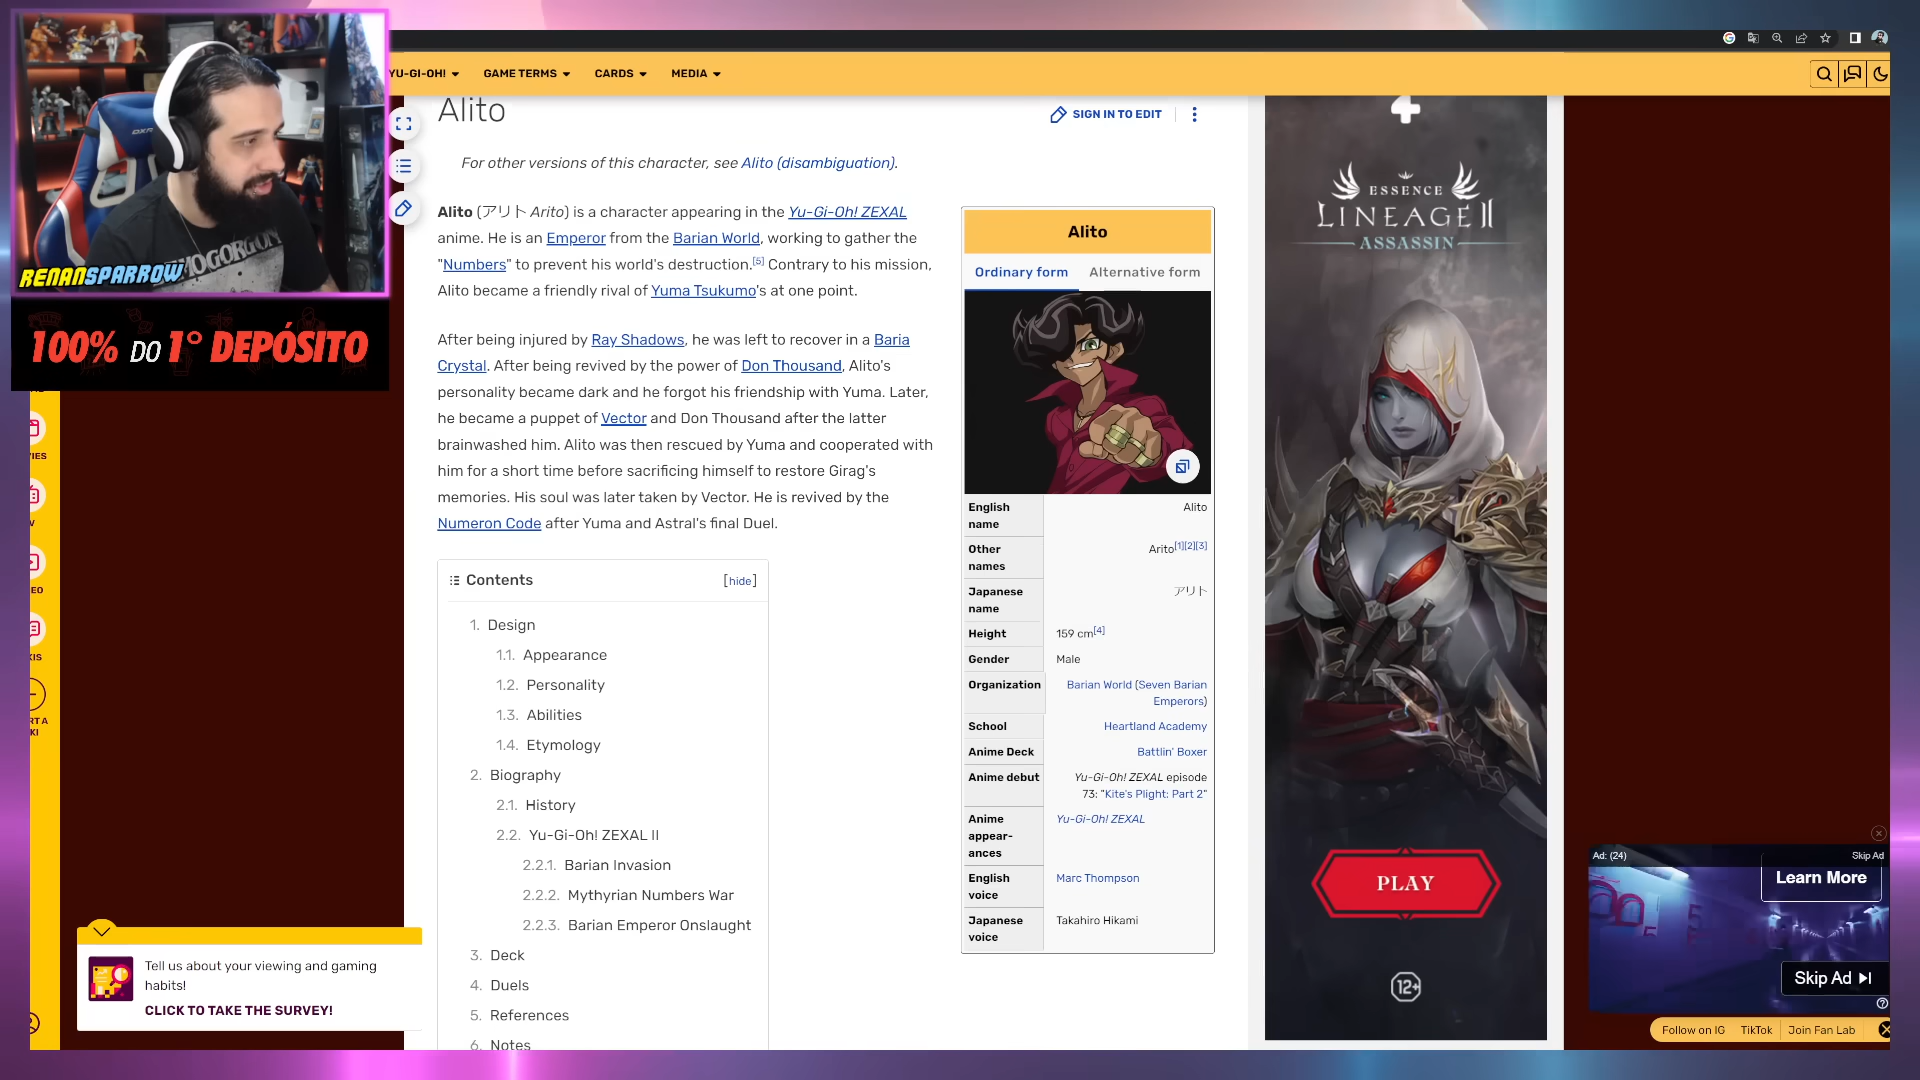 YU-GI-OH!
GAME TERMS
CARDS
MEDIA
Alito
SIGN IN TO EDIT
For other versions of this character, see Alito (disambiguation).
Alito (アリト Arito) is a character appearing in the Yu-Gi-Oh! ZEXAL
anime. He is an Emperor from the Barian World, working to gather the
"Numbers" to prevent his world's destruction.[5] Contrary to his mission,
Alito became a friendly rival of Yuma Tsukumo's at one point.
After being injured by Ray Shadows, he was left to recover in a Baria
Crystal. After being revived by the power of Don Thousand, Alito's
personality became dark and he forgot his friendship with Yuma. Later,
he became a puppet of Vector and Don Thousand after the latter
brainwashed him. Alito was then rescued by Yuma and cooperated with
him for a short time before sacrificing himself to restore Girag's
memories. His soul was later taken by Vector. He is revived by the
Numeron Code after Yuma and Astral's final Duel.
Contents
[hide]
1. Design
1.1. Appearance
1.2. Personality
1.3. Abilities
1.4. Etymology
2. Biography
2.1. History
2.2. Yu-Gi-Oh! ZEXAL II
2.2.1. Barian Invasion
2.2.2. Mythyrian Numbers War
2.2.3. Barian Emperor Onslaught
3. Deck
4. Duels
5. References
6. Notes
Alito
Ordinary form
Alternative form
English name
Alito
Other names
Arito[1][2][3]
Japanese name
アリト
Height
159 cm[4]
Gender
Male
Organization
Barian World (Seven Barian
Emperors)
School
Heartland Academy
Anime Deck
Battlin' Boxer
Anime debut
Yu-Gi-Oh! ZEXAL episode
73: "Kite's Plight: Part 2"
Anime appear-
ances
Yu-Gi-Oh! ZEXAL
English voice
Marc Thompson
Japanese voice
Takahiro Hikami
4
ESSENCE
LINEAGE II
ASSASSIN
PLAY
12+
Ad: (24)
Skip Ad
Learn More
Skip Ad
Follow on IG
TikTok
Join Fan Lab
RENANSPARROW
MOGORGON
100% DO 1° DEPÓSITO
VIES
V
EO
KIS
RT A
KI
Tell us about your viewing and gaming
habits!
CLICK TO TAKE THE SURVEY!